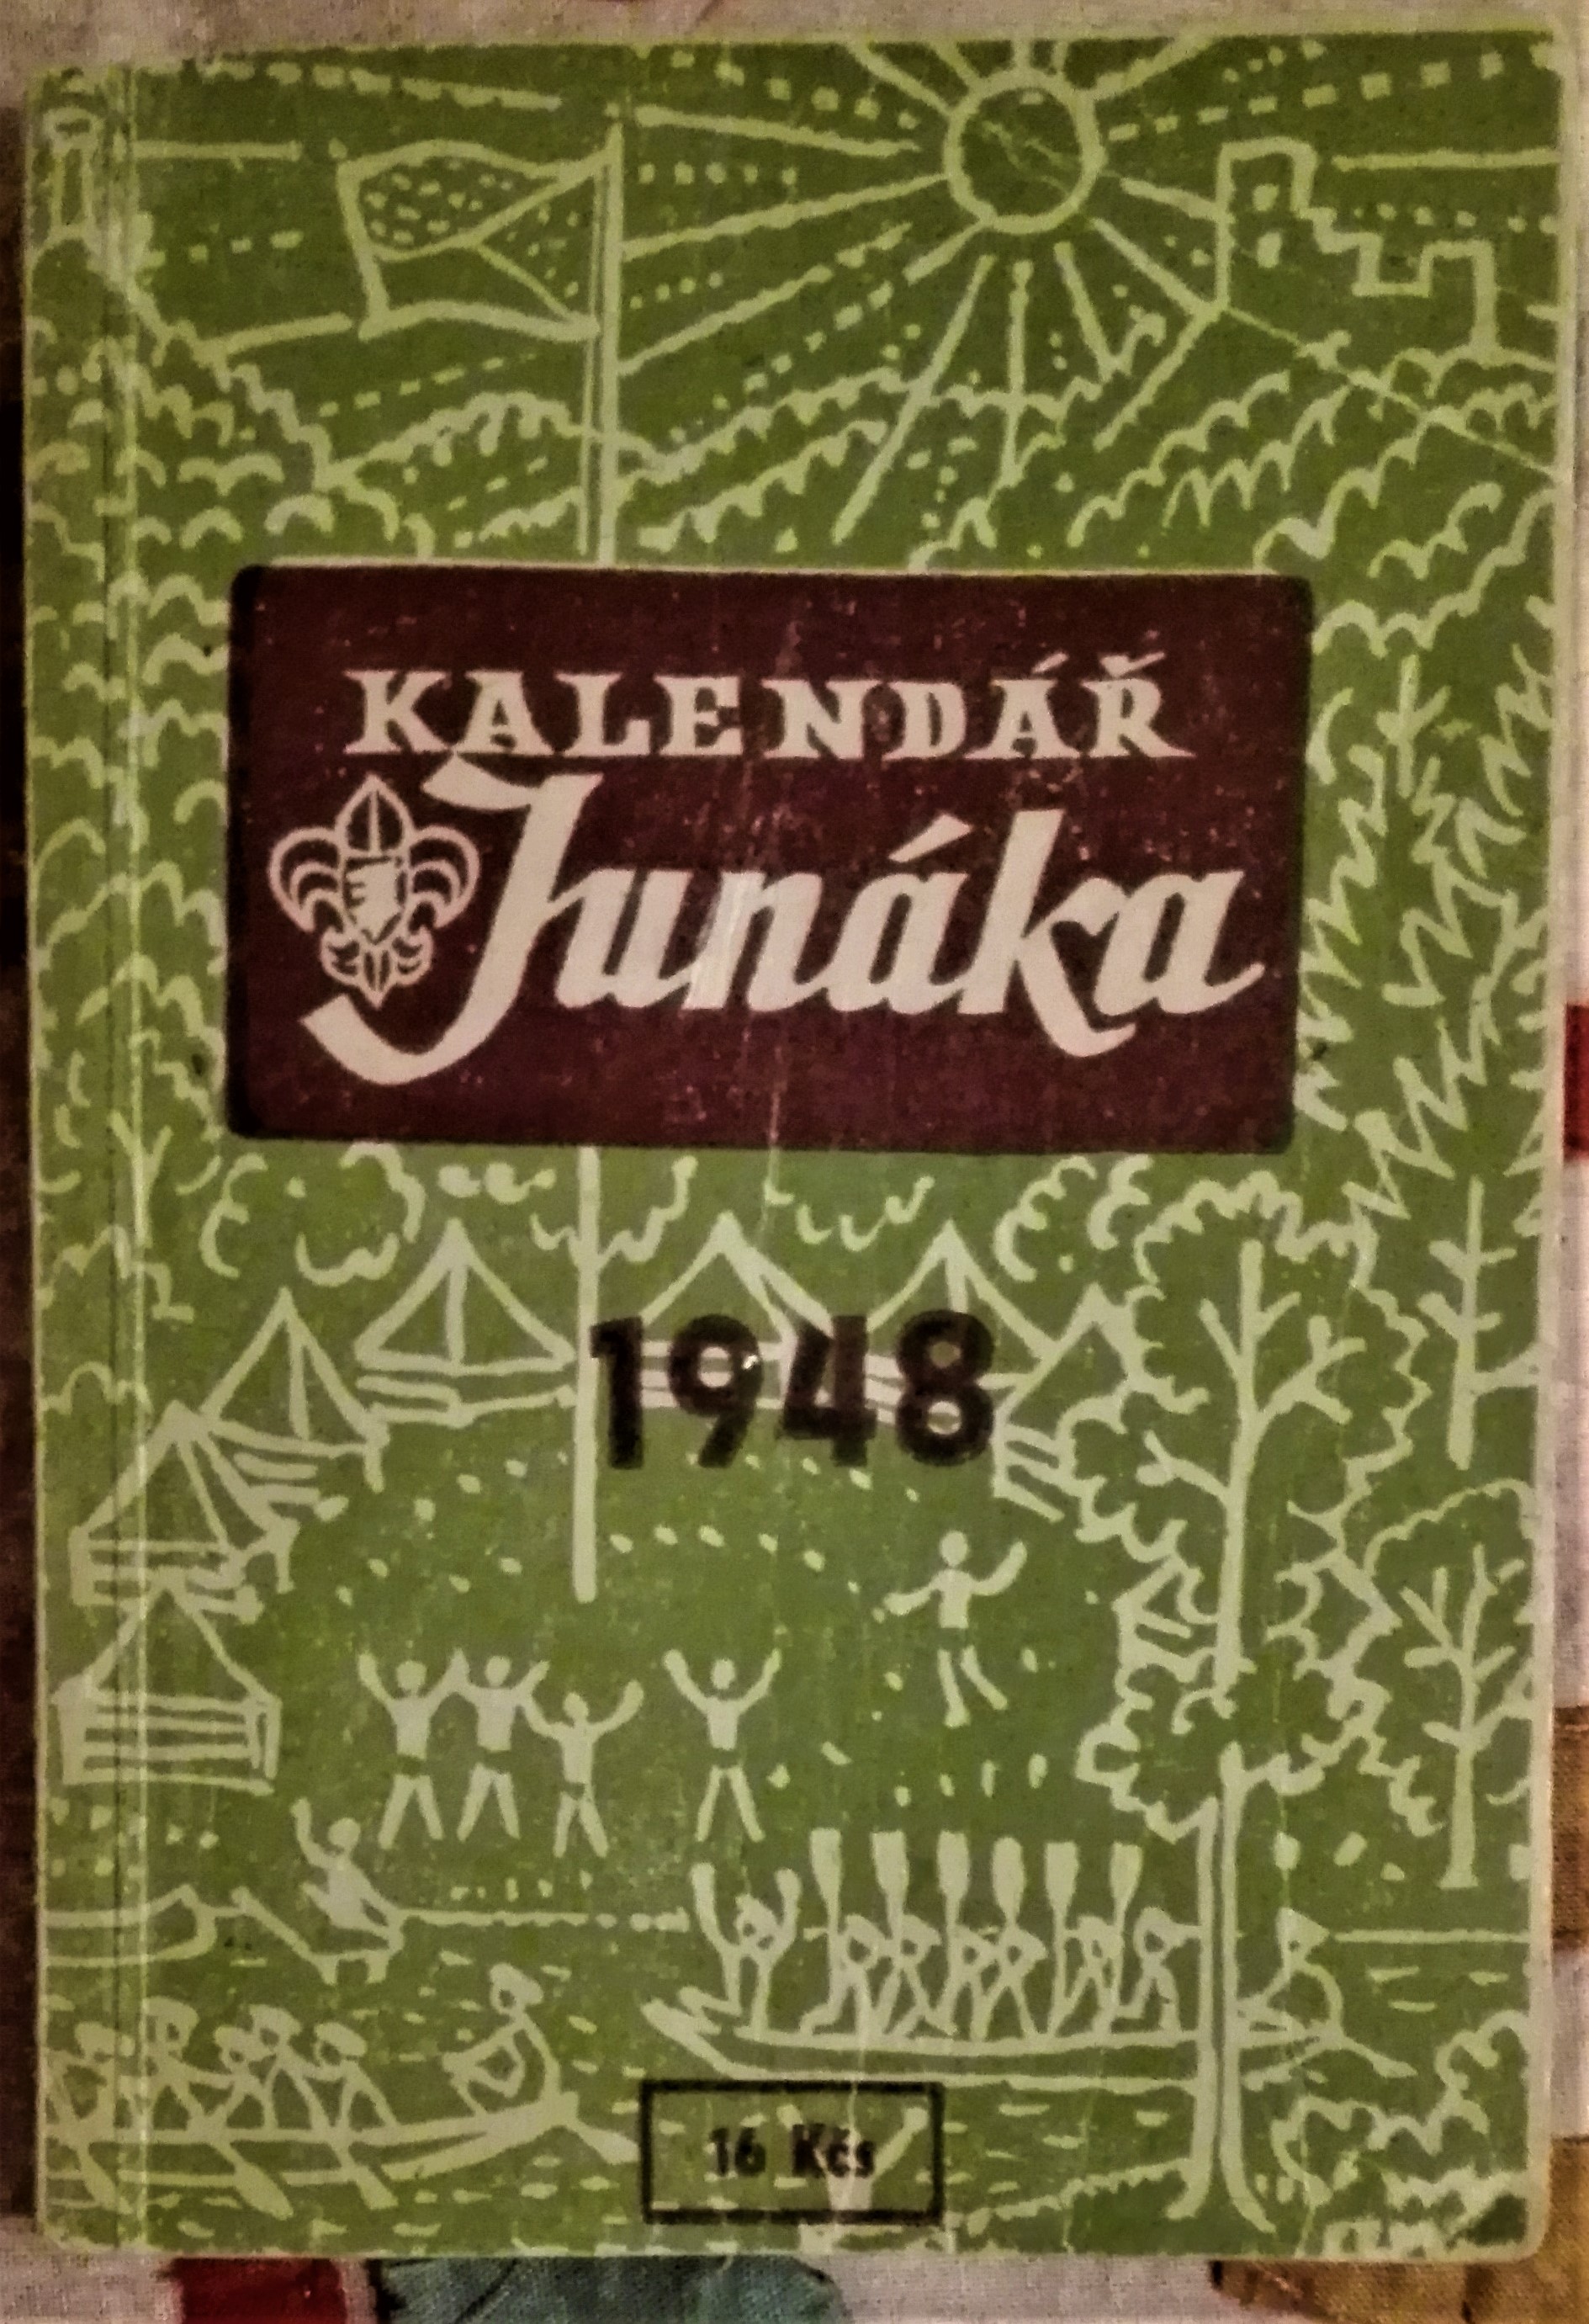 KALENDÁŘ
Junáka
1948
16 Kčs